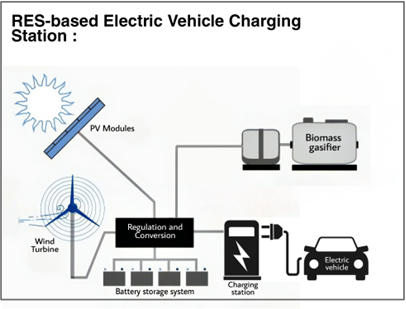 RES-based Electric Vehicle Charging
Station :
PV Modules
Biomass
gasifier
Wind
Turbine
Regulation and
Conversion
Battery storage system
Charging
station
Electric
vehicle